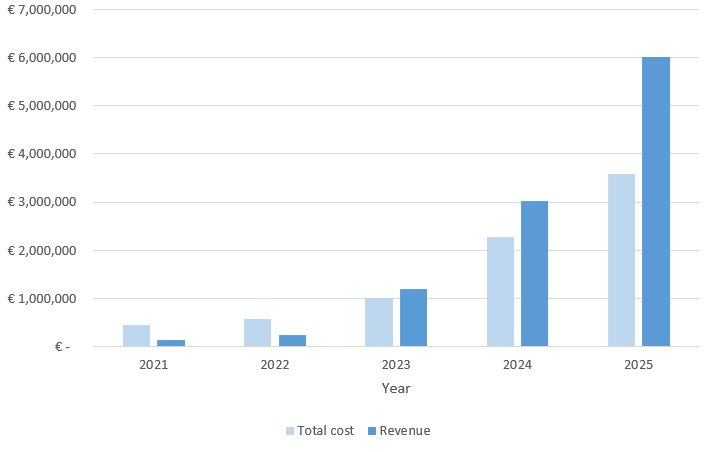 € 7,000,000
€ 6,000,000
€ 5,000,000
€ 4,000,000
€ 3,000,000
€ 2,000,000
€ 1,000,000
€ -
2021 2022 2023 2024 2025
Year
Total cost Revenue